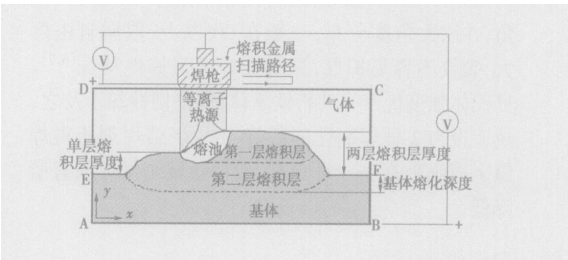 熔积金属
扫描路径
V
焊枪
-
D
+
C
等离子
热源
气体
V
单层熔
积层厚度
熔池
第一层熔积层
两层熔积层厚度
E
第二层熔积层
F
基体熔化深度
y
x
基体
A
B
+